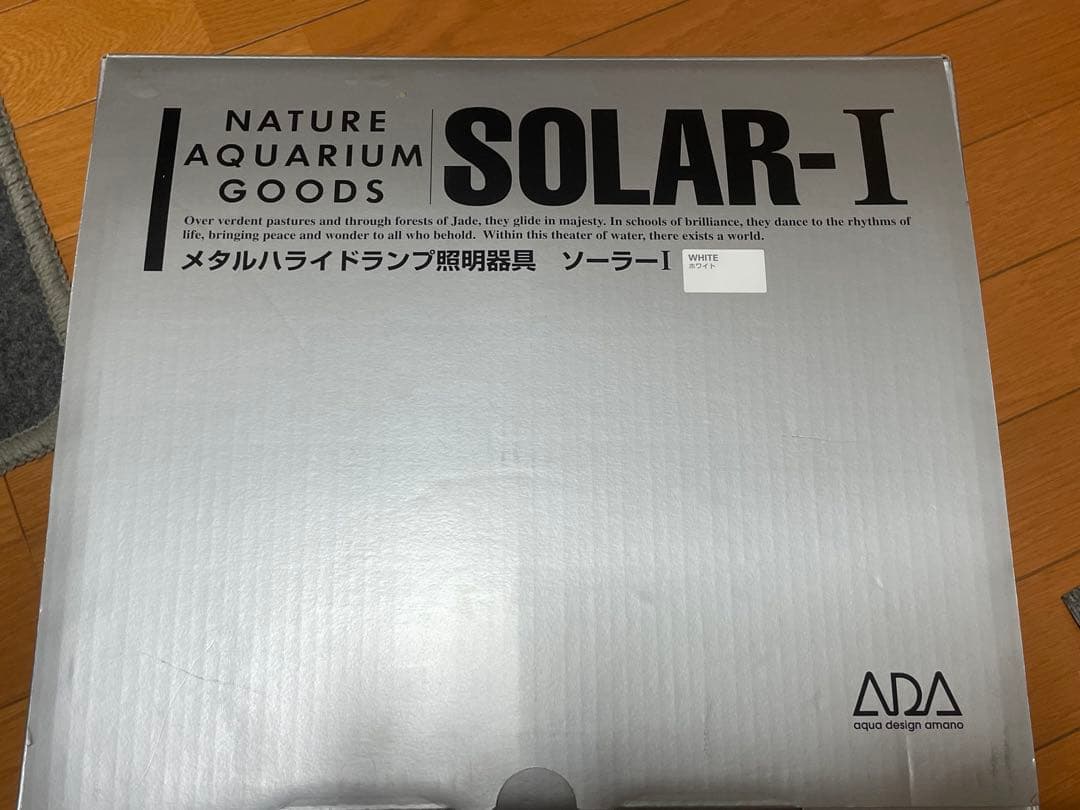 NATURE
AQUARIUM
GOODS
SOLAR-I
Over verdent pastures and through forests of Jade, they glide in majesty. In schools of brilliance, they dance to the rhythms of
life, bringing peace and wonder to all who behold. Within this theater of water, there exists a world.
メタルハライドランプ照明器具 ソーラーI
WHITE
ホワイト
ADA
aqua design amano